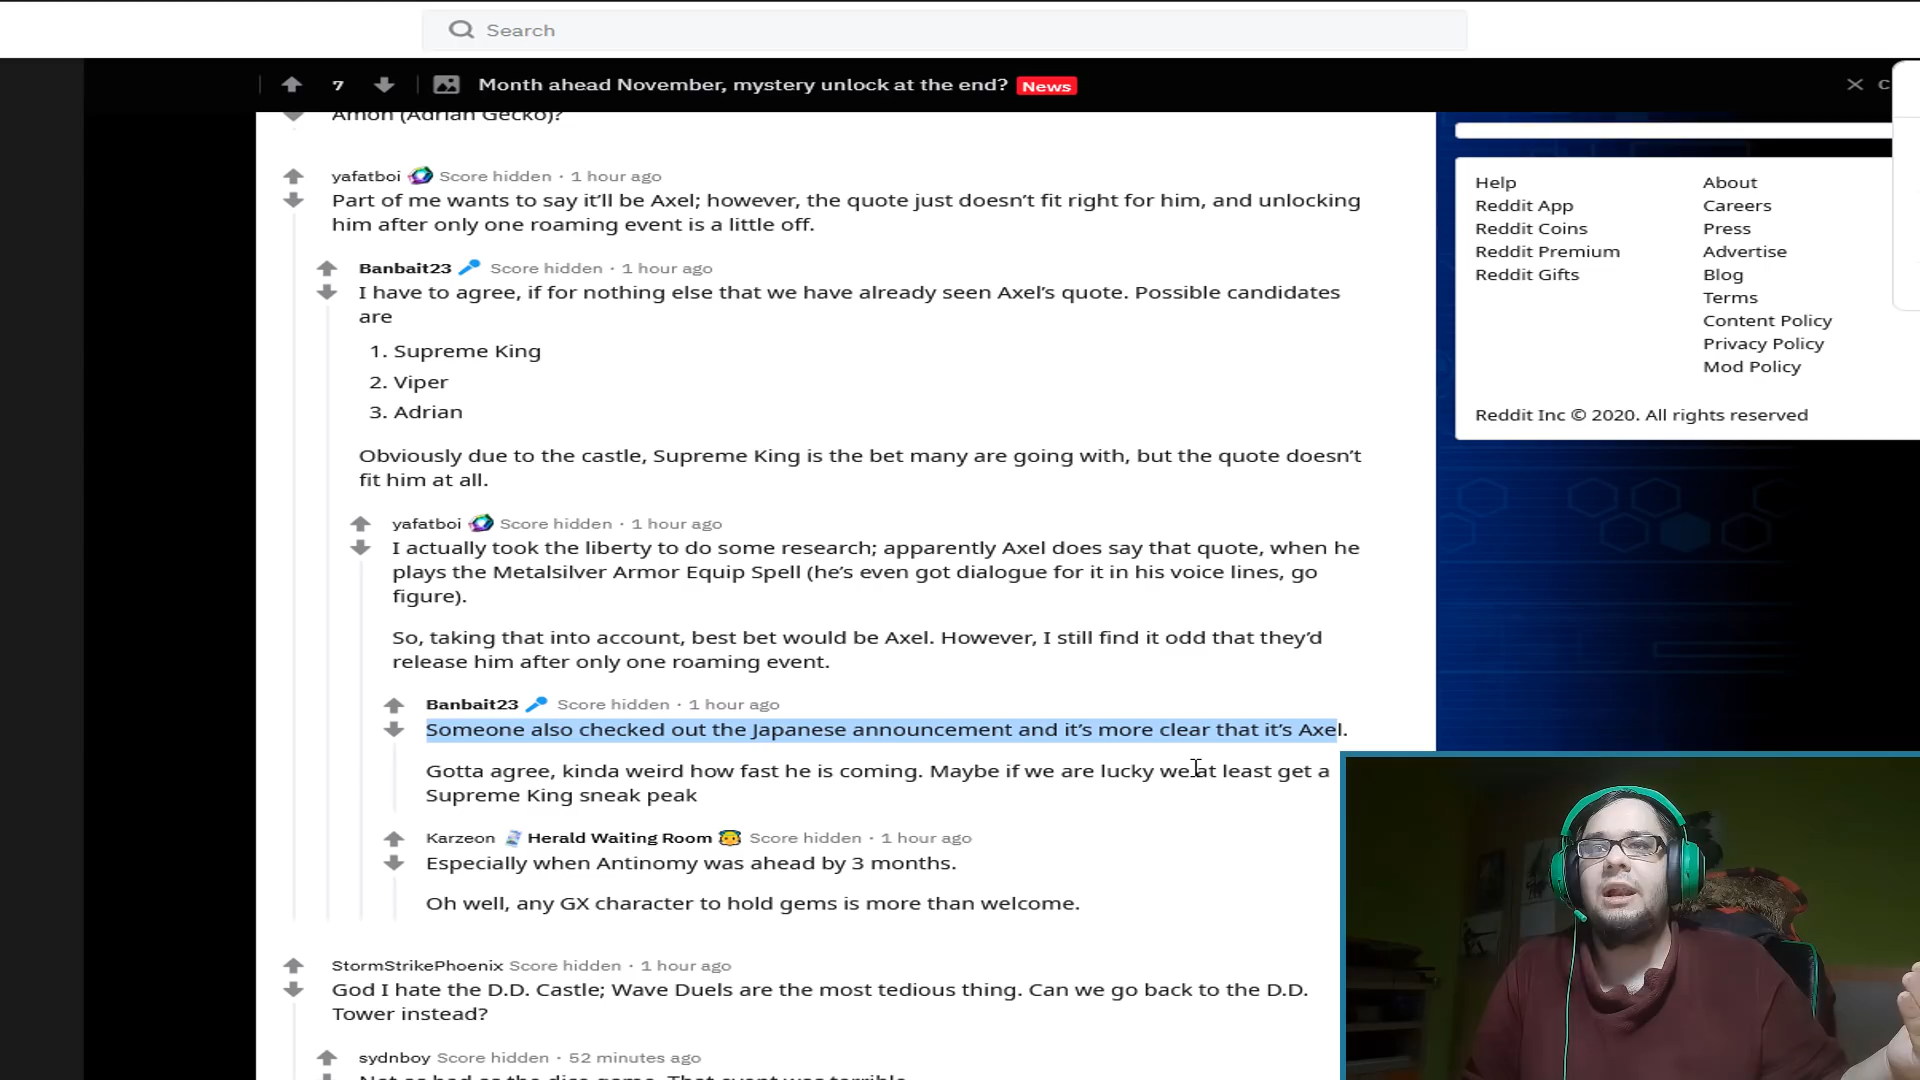 Search
7
Month ahead November, mystery unlock at the end? News
C
Amon (Adrian Gecko)?
yafatboi Score hidden · 1 hour ago
Part of me wants to say it'll be Axel; however, the quote just doesn't fit right for him, and unlocking
him after only one roaming event is a little off.
Banbait23 Score hidden · 1 hour ago
I have to agree, if for nothing else that we have already seen Axel's quote. Possible candidates
are
1. Supreme King
2. Viper
3. Adrian
Obviously due to the castle, Supreme King is the bet many are going with, but the quote doesn't
fit him at all.
yafatboi Score hidden · 1 hour ago
I actually took the liberty to do some research; apparently Axel does say that quote, when he
plays the Metalsilver Armor Equip Spell (he's even got dialogue for it in his voice lines, go
figure).
So, taking that into account, best bet would be Axel. However, I still find it odd that they'd
release him after only one roaming event.
Banbait23 Score hidden · 1 hour ago
Someone also checked out the Japanese announcement and it's more clear that it's Axel.
Gotta agree, kinda weird how fast he is coming. Maybe if we are lucky we at least get a
Supreme King sneak peak
Karzeon Herald Waiting Room Score hidden · 1 hour ago
Especially when Antinomy was ahead by 3 months.
Oh well, any GX character to hold gems is more than welcome.
StormStrikePhoenix Score hidden · 1 hour ago
God I hate the D.D. Castle; Wave Duels are the most tedious thing. Can we go back to the D.D.
Tower instead?
sydnboy Score hidden · 52 minutes ago
Not as bad as the dice game. That event was terrible
Help
Reddit App
Reddit Coins
Reddit Premium
Reddit Gifts
About
Careers
Press
Advertise
Blog
Terms
Content Policy
Privacy Policy
Mod Policy
Reddit Inc © 2020. All rights reserved